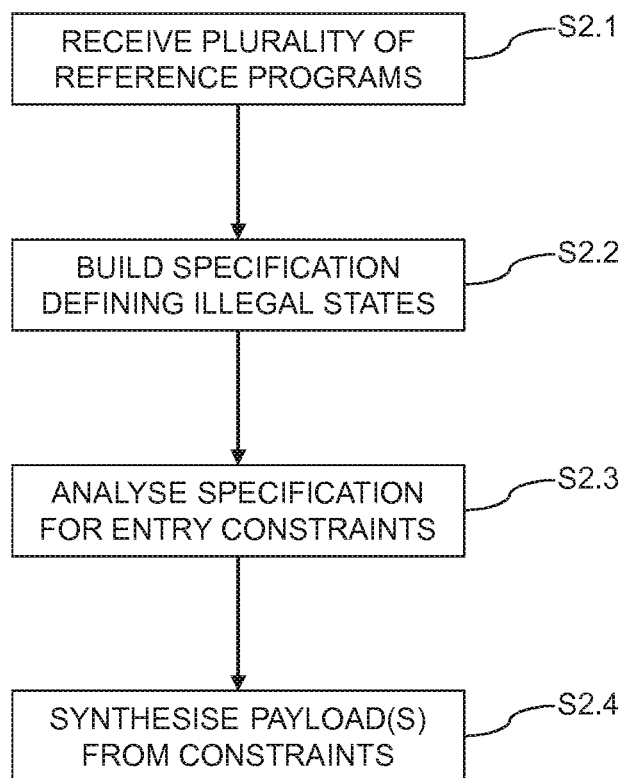 RECEIVE PLURALITY OF
REFERENCE PROGRAMS
S2.1
BUILD SPECIFICATION
DEFINING ILLEGAL STATES
S2.2
ANALYSE SPECIFICATION
FOR ENTRY CONSTRAINTS
S2.3
SYNTHESISE PAYLOAD(S)
FROM CONSTRAINTS
S2.4